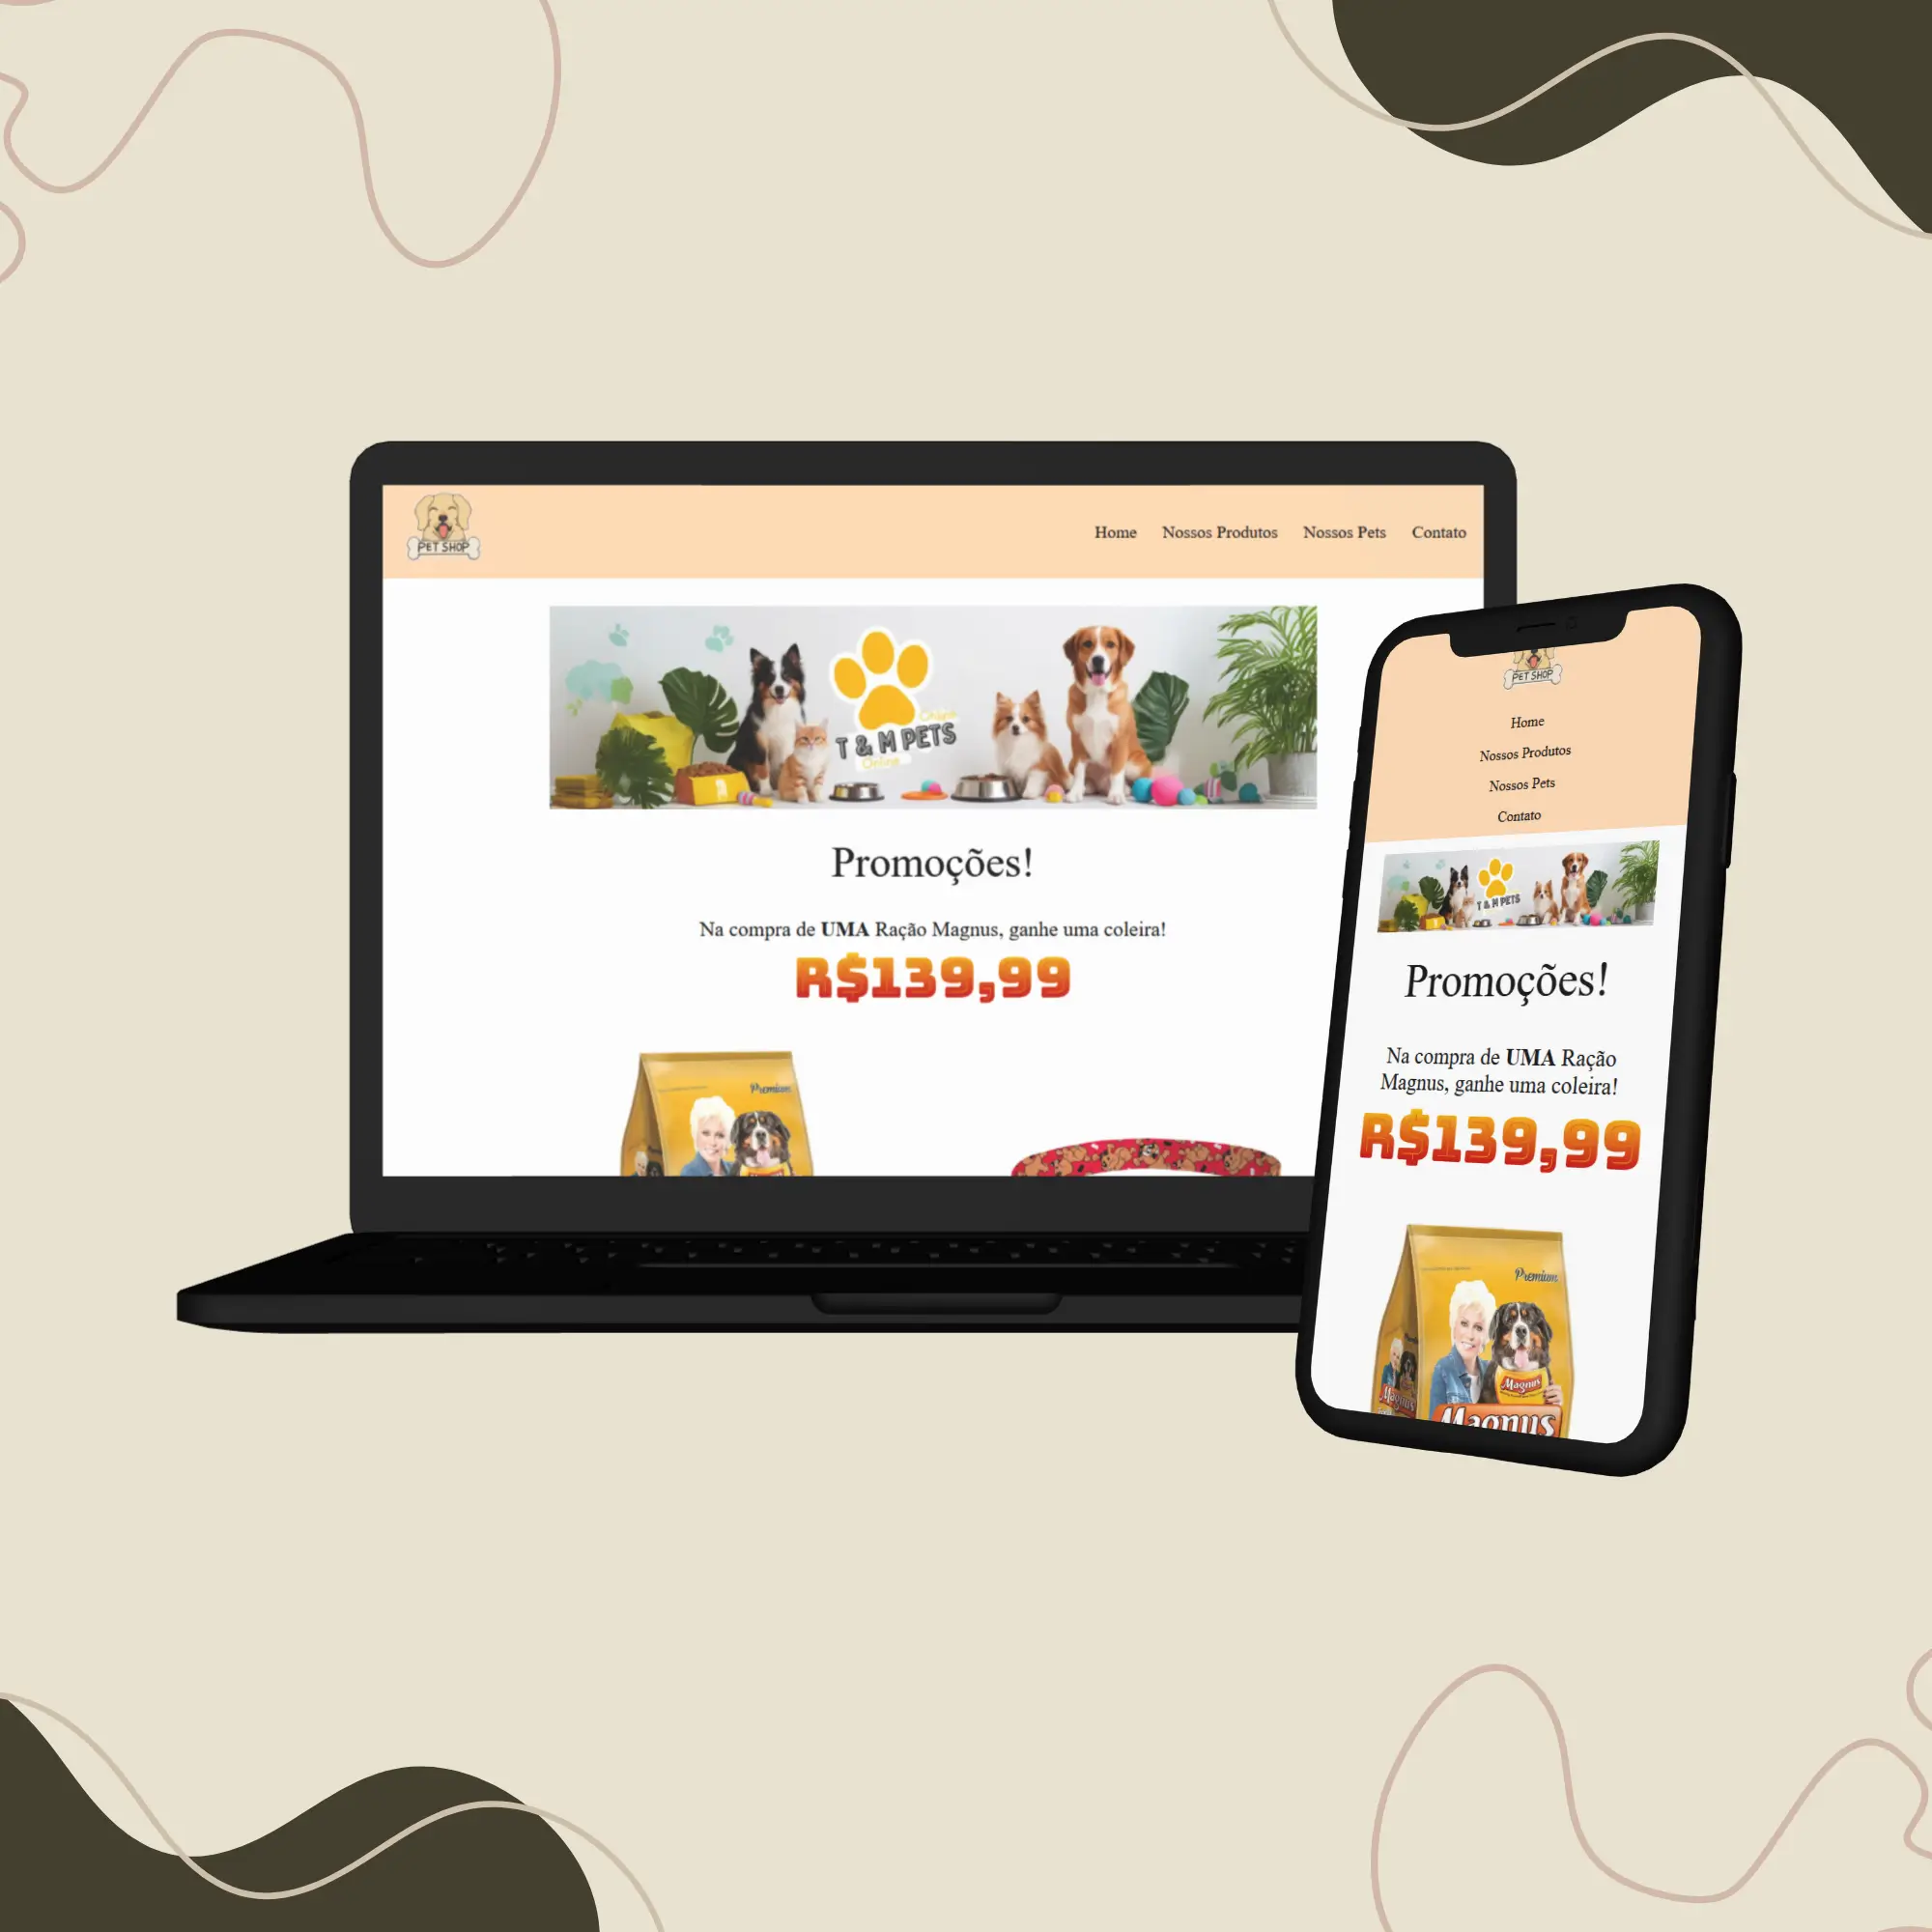 PET SHOP
Home Nossos Produtos Nossos Pets Contato
Online
T & M PETS
Online
Promoções!
Na compra de UMA Ração Magnus, ganhe uma coleira!
R$139,99
Premium
PET SHOP
Home
Nossos Produtos
Nossos Pets
Contato
T & M PETS
Promoções!
Na compra de UMA Ração
Magnus, ganhe uma coleira!
R$139,99
Premium
Magnus
Magnus
Magnus